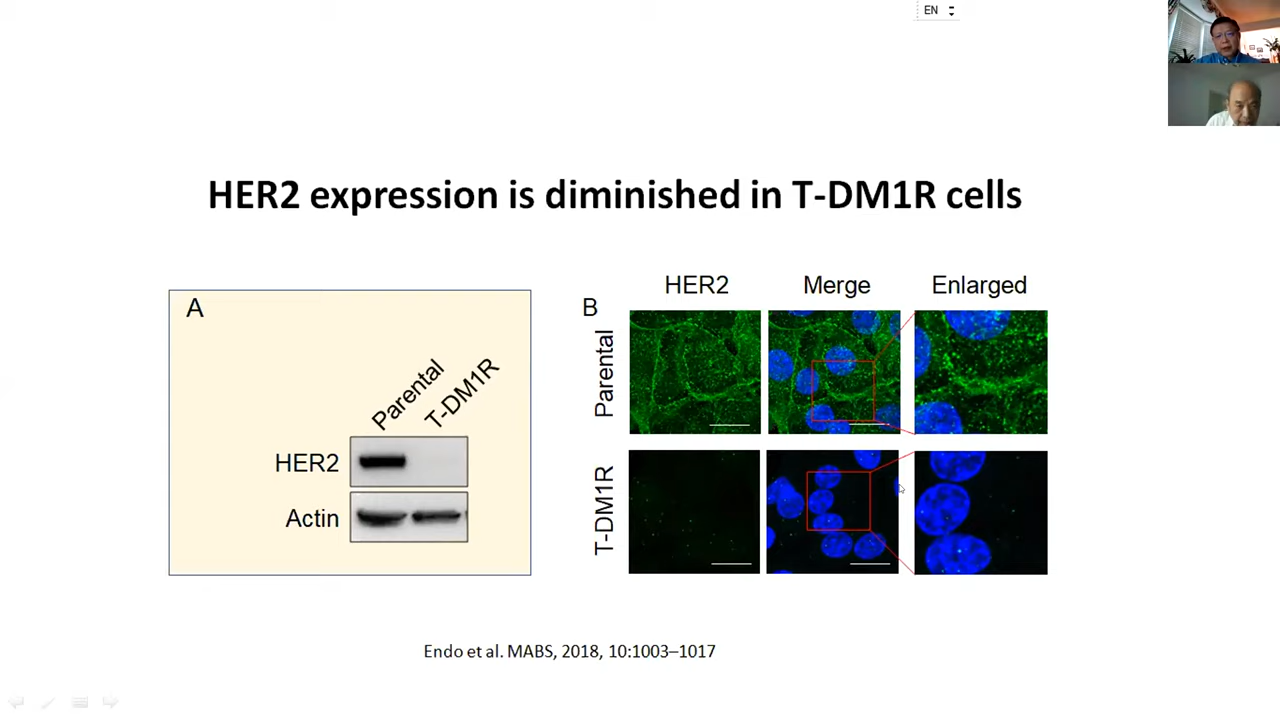 EN
HER2 expression is diminished in T-DM1R cells
A
Parental
T-DM1R
HER2
Actin
B
HER2
Merge
Enlarged
Parental
T-DM1R
Endo et al. MABS, 2018, 10:1003–1017